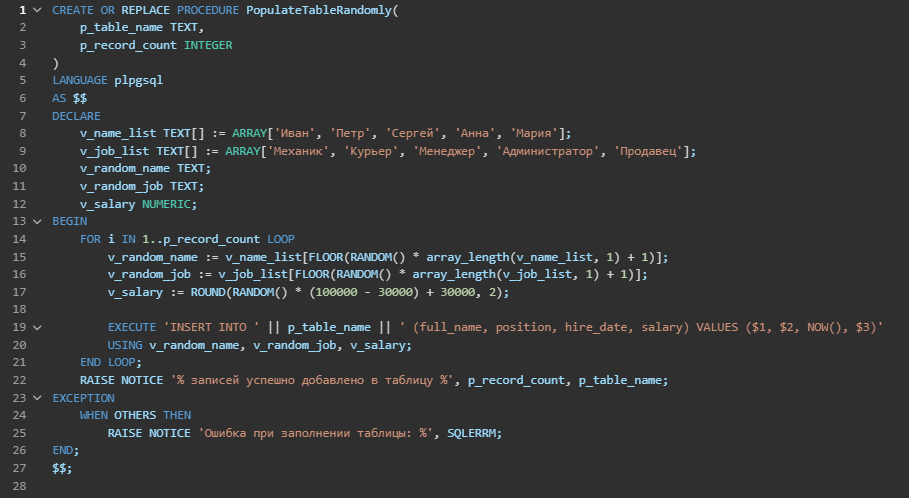 1 CREATE OR REPLACE PROCEDURE PopulateTableRandomly(
2     p_table_name TEXT,
3     p_record_count INTEGER
4 )
5 LANGUAGE plpgsql
6 AS $$
7 DECLARE
8     v_name_list TEXT[] := ARRAY['Иван', 'Петр', 'Сергей', 'Анна', 'Мария'];
9     v_job_list TEXT[] := ARRAY['Механик', 'Курьер', 'Менеджер', 'Администратор', 'Продавец'];
10     v_random_name TEXT;
11     v_random_job TEXT;
12     v_salary NUMERIC;
13 BEGIN
14     FOR i IN 1..p_record_count LOOP
15         v_random_name := v_name_list[FLOOR(RANDOM() * array_length(v_name_list, 1) + 1)];
16         v_random_job := v_job_list[FLOOR(RANDOM() * array_length(v_job_list, 1) + 1)];
17         v_salary := ROUND(RANDOM() * (100000 - 30000) + 30000, 2);
18
19         EXECUTE 'INSERT INTO ' || p_table_name || ' (full_name, position, hire_date, salary) VALUES ($1, $2, NOW(), $3)'
20         USING v_random_name, v_random_job, v_salary;
21     END LOOP;
22     RAISE NOTICE '% записей успешно добавлено в таблицу %', p_record_count, p_table_name;
23 EXCEPTION
24     WHEN OTHERS THEN
25         RAISE NOTICE 'Ошибка при заполнении таблицы: %', SQLERRM;
26 END;
27 $$;
28